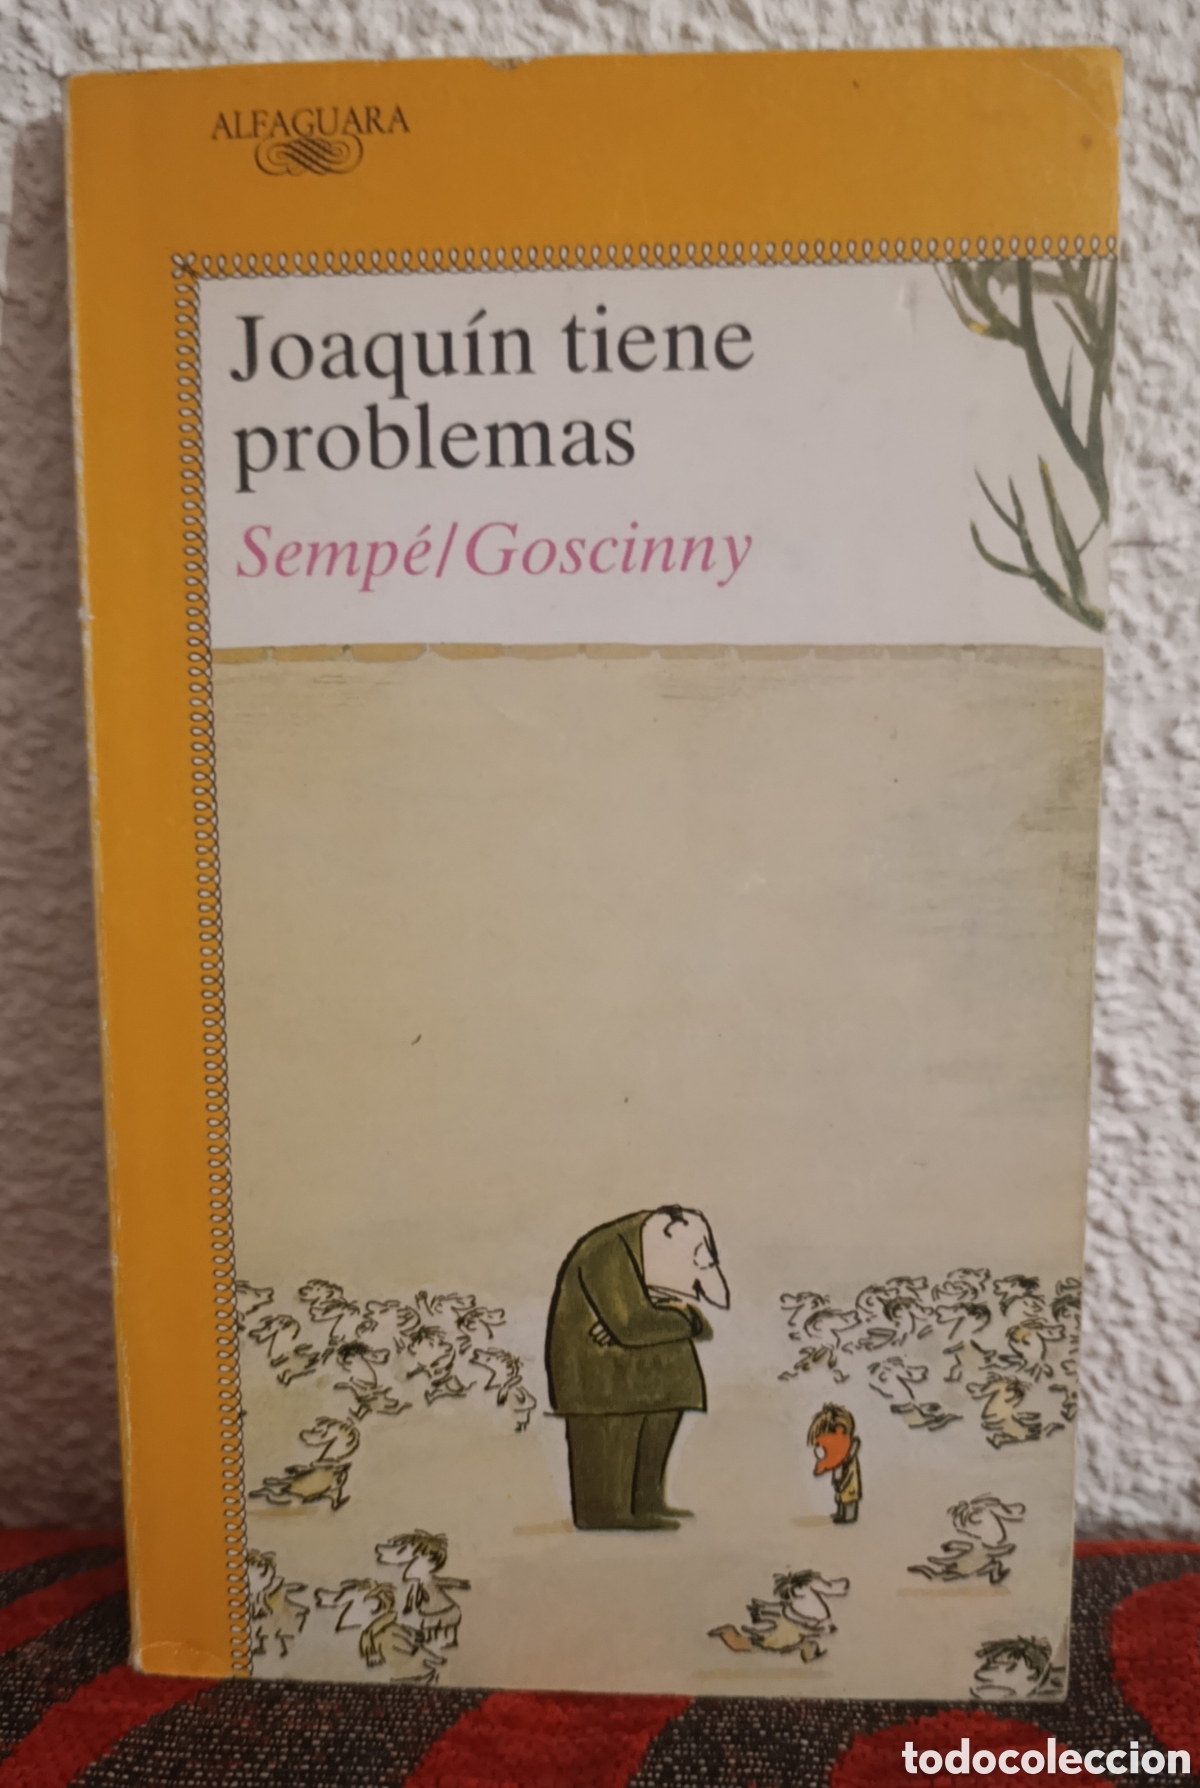 ALFAGUARA
Joaquín tiene
problemas
Sempé/Goscinny
todocoleccion